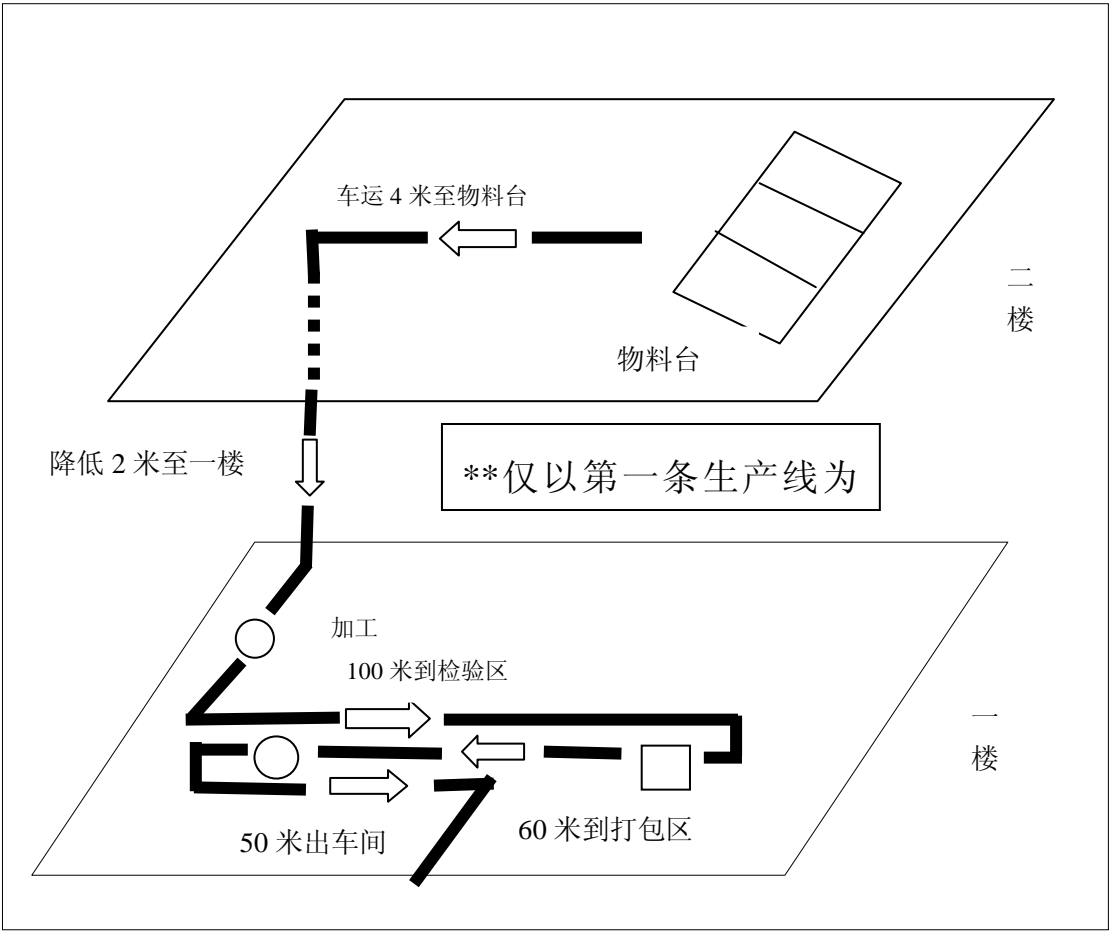 车运 4 米至物料台
二
楼
物料台
降低 2 米至一楼
**仅以第一条生产线为
加工
100 米到检验区
一
楼
60 米到打包区
50 米出车间